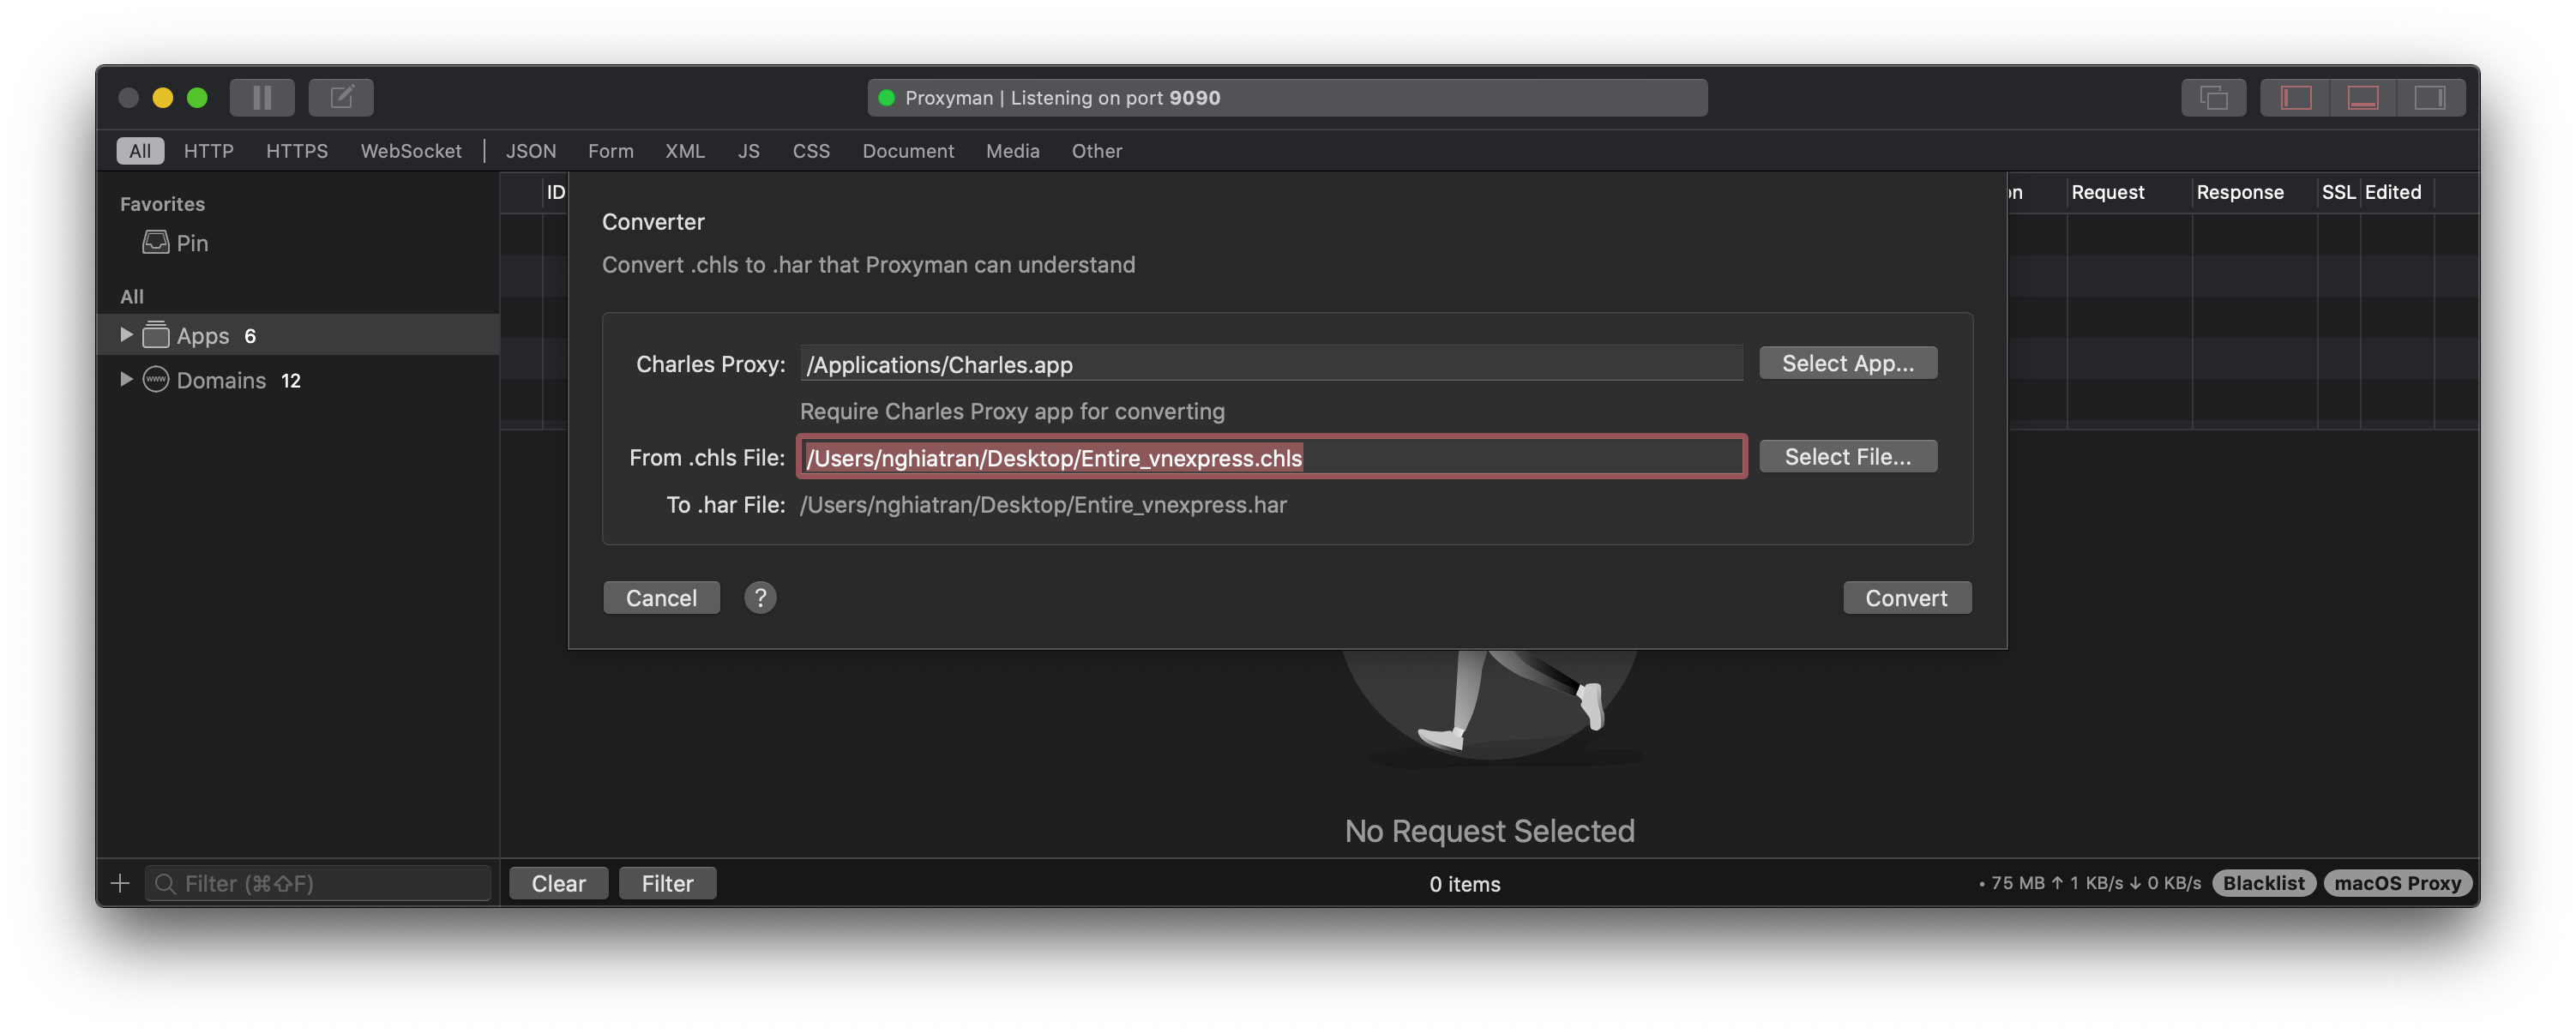 Proxyman | Listening on port 9090
All HTTP HTTPS WebSocket JSON Form XML JS CSS Document Media Other
Favorites
Pin
All
Apps 6
www Domains 12
ID Request Response SSL Edited
Converter
Convert .chls to .har that Proxyman can understand
Charles Proxy: /Applications/Charles.app Select App...
Require Charles Proxy app for converting
From .chls File: /Users/nghiatran/Desktop/Entire_vnexpress.chls Select File...
To .har File: /Users/nghiatran/Desktop/Entire_vnexpress.har
Cancel ? Convert
No Request Selected
Filter (⌘⇧F) Clear Filter 0 items • 75 MB ↑ 1 KB/s ↓ 0 KB/s Blacklist macOS Proxy